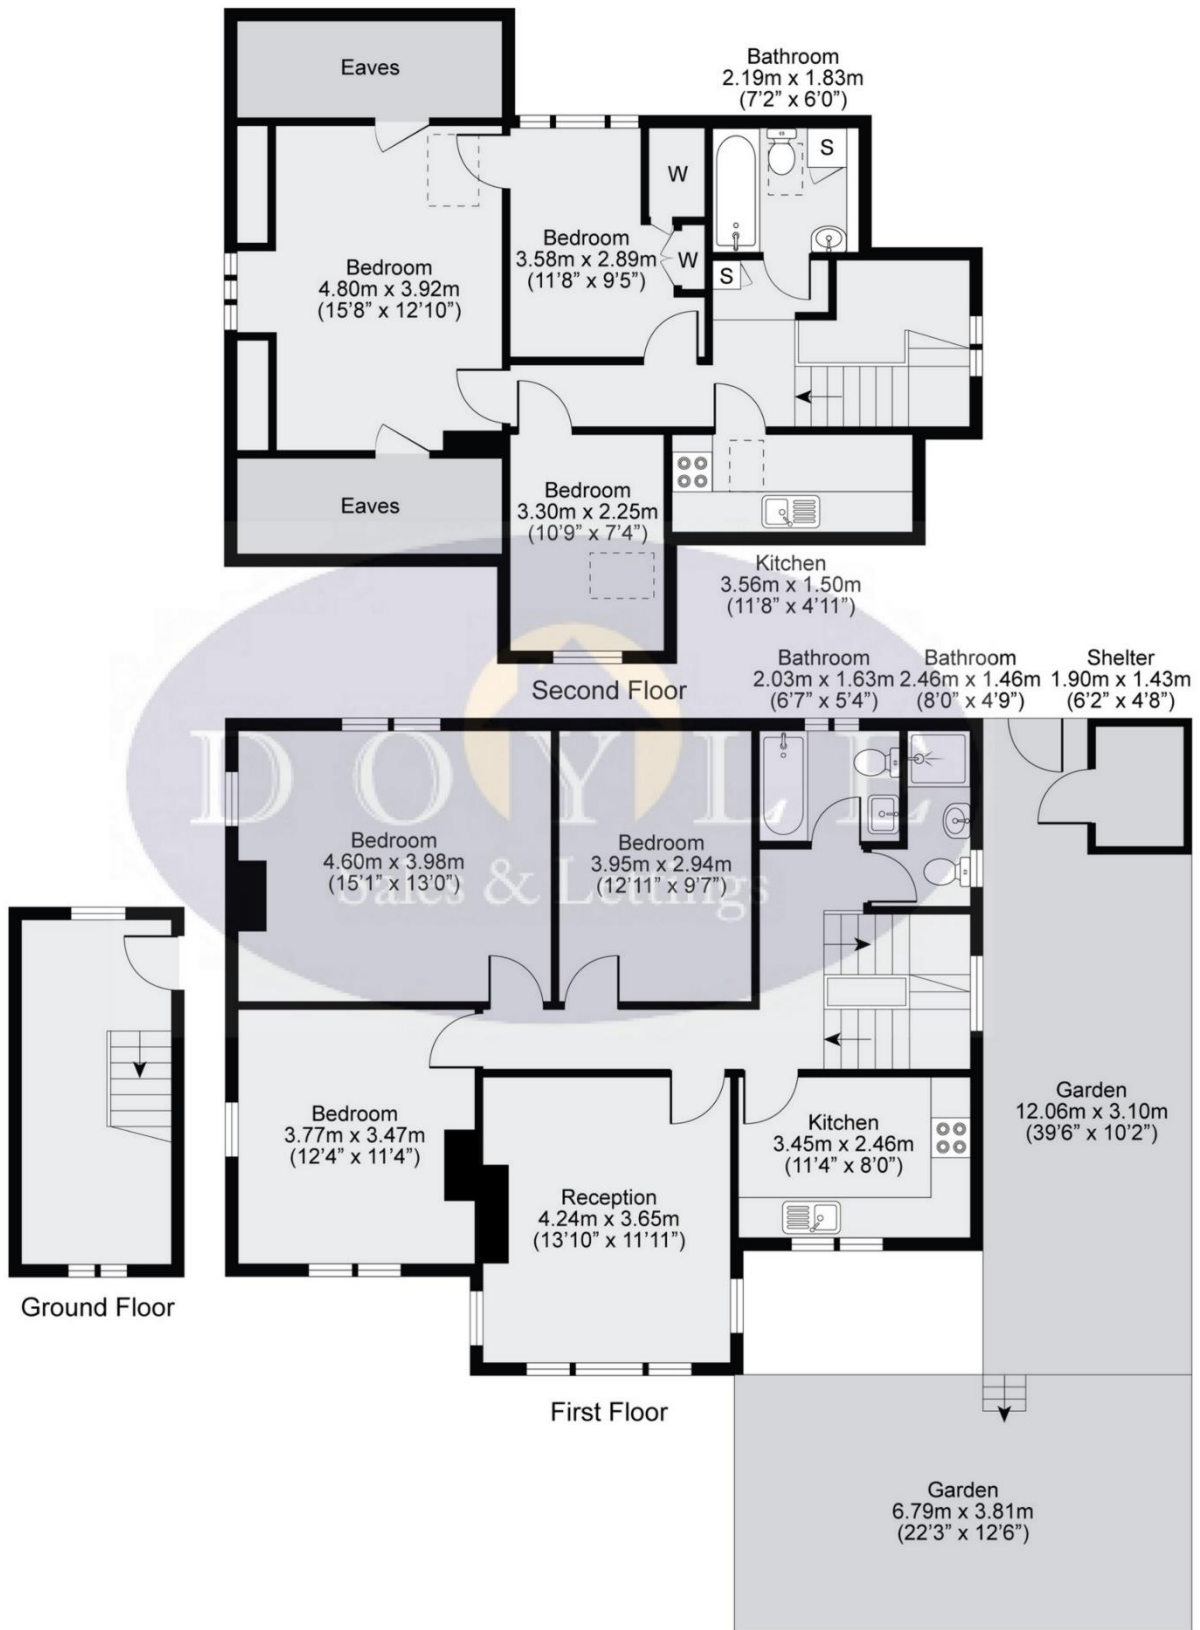 Eaves
Bathroom
2.19m x 1.83m
(7'2" x 6'0")
S
W
Bedroom
3.58m x 2.89m
(11'8" x 9'5")
W
S
Bedroom
4.80m x 3.92m
(15'8" x 12'10")
Eaves
Bedroom
3.30m x 2.25m
(10'9" x 7'4")
Kitchen
3.56m x 1.50m
(11'8" x 4'11")
Second Floor
Bathroom
2.03m x 1.63m
(6'7" x 5'4")
Bathroom
2.46m x 1.46m
(8'0" x 4'9")
Shelter
1.90m x 1.43m
(6'2" x 4'8")
DOYLE
Sales & Lettings
Bedroom
4.60m x 3.98m
(15'1" x 13'0")
Bedroom
3.95m x 2.94m
(12'11" x 9'7")
Bedroom
3.77m x 3.47m
(12'4" x 11'4")
Reception
4.24m x 3.65m
(13'10" x 11'11")
Kitchen
3.45m x 2.46m
(11'4" x 8'0")
Garden
12.06m x 3.10m
(39'6" x 10'2")
Ground Floor
First Floor
Garden
6.79m x 3.81m
(22'3" x 12'6")